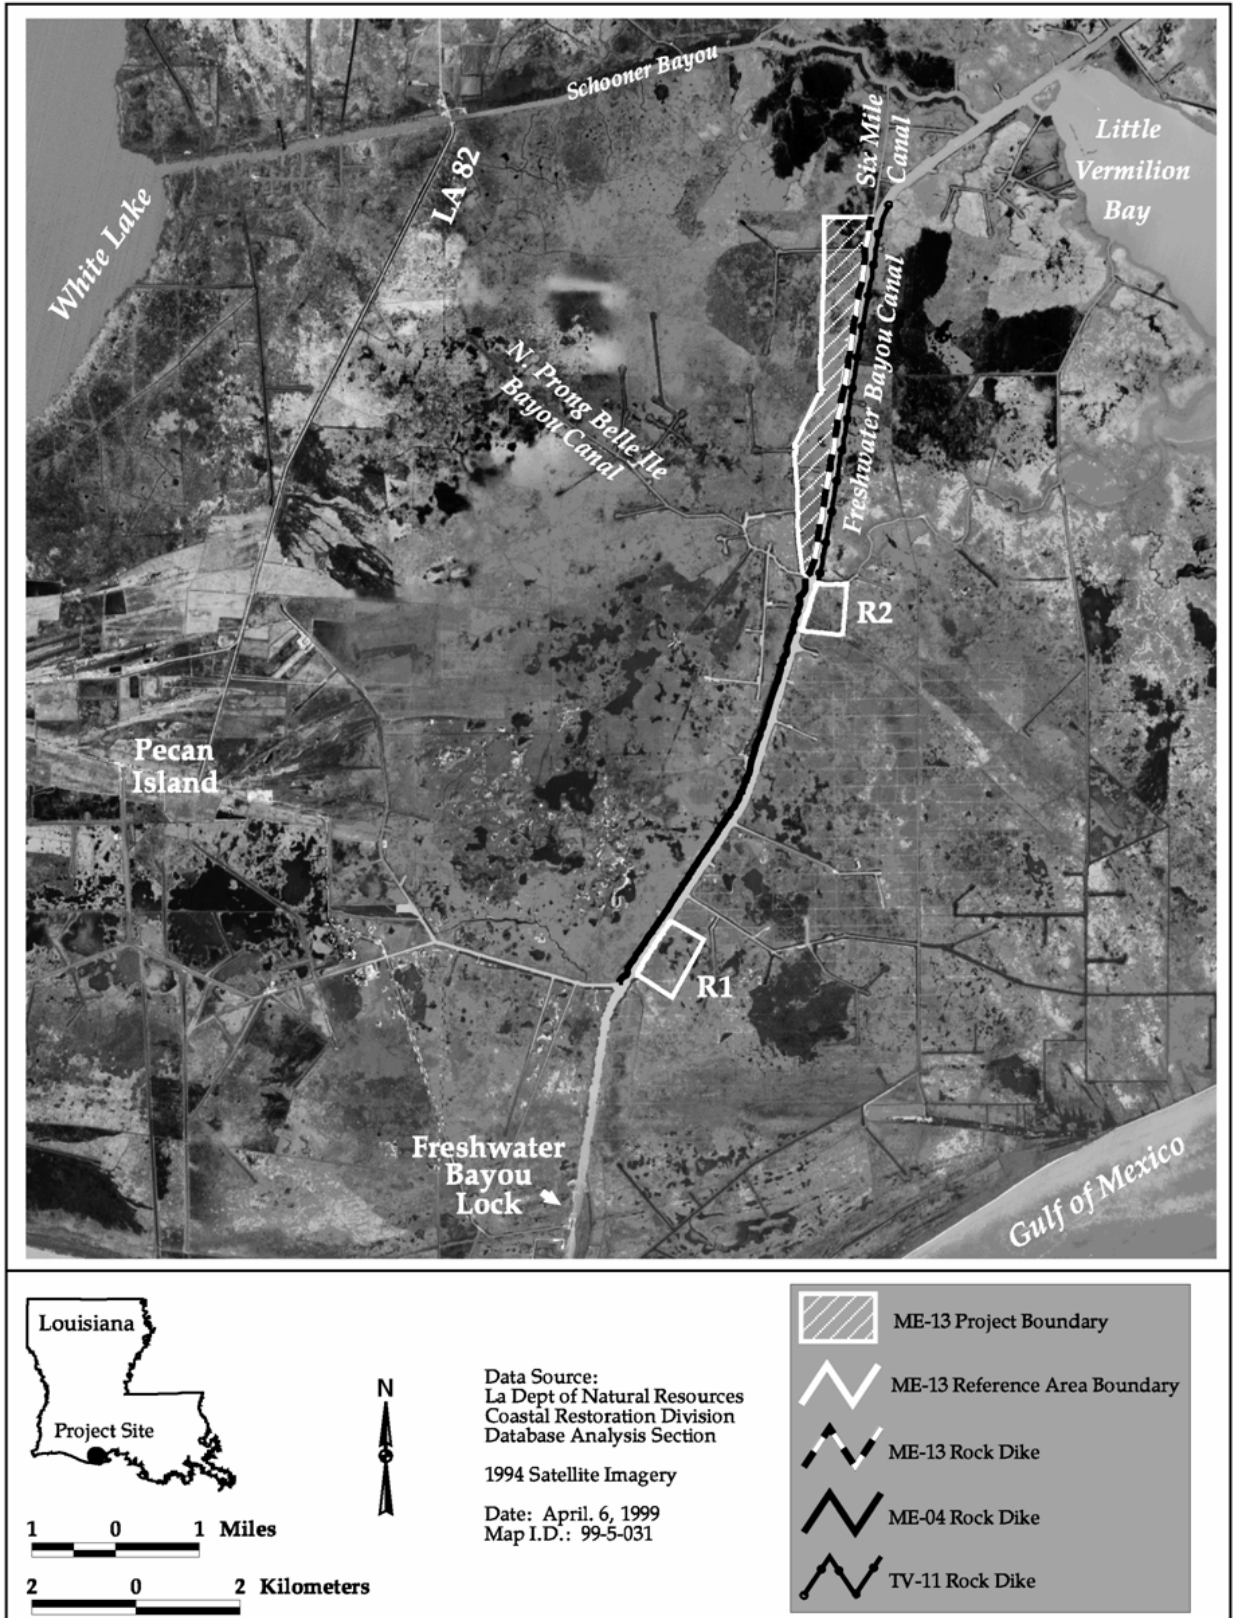 Schooner Bayou
Six Mile
Canal
Little
Vermilion
Bay
LA 82
White Lake
N. Prong Belle Ile
Bayou Canal
Freshwater Bayou Canal
R2
Pecan
Island
R1
Freshwater
Bayou
Lock
Gulf of Mexico
Louisiana
Project Site
N
1 0 1 Miles
2 0 2 Kilometers
Data Source:
La Dept of Natural Resources
Coastal Restoration Division
Database Analysis Section
1994 Satellite Imagery
Date: April. 6, 1999
Map I.D.: 99-5-031
ME-13 Project Boundary
ME-13 Reference Area Boundary
ME-13 Rock Dike
ME-04 Rock Dike
TV-11 Rock Dike